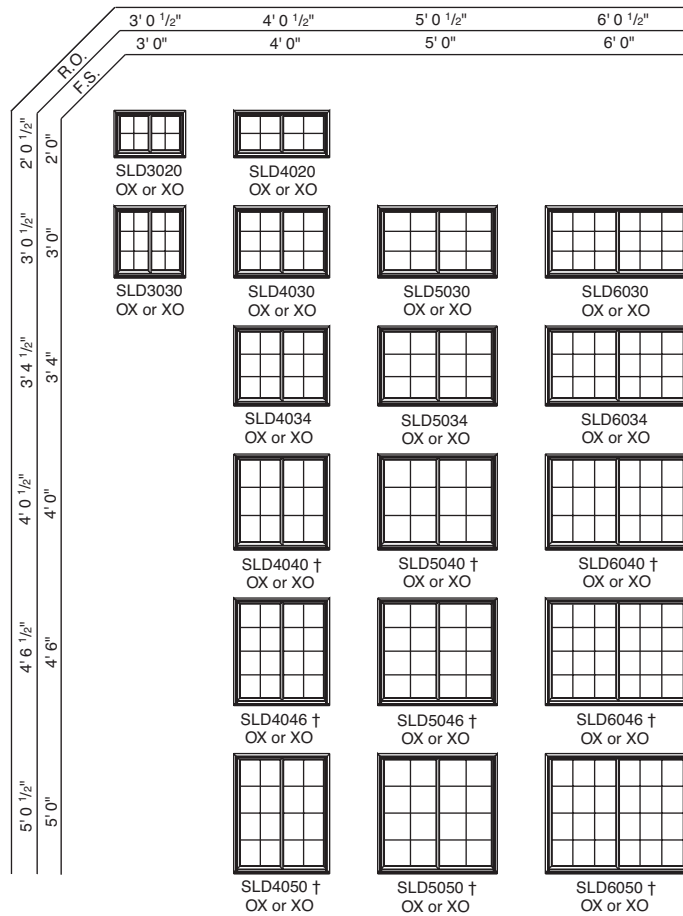 R.O.
3' 0 1/2" 4' 0 1/2" 5' 0 1/2" 6' 0 1/2"
F.S.
3' 0" 4' 0" 5' 0" 6' 0"
2' 0 1/2" 2' 0"
SLD3020 SLD4020
OX or XO OX or XO
3' 0 1/2" 3' 0"
SLD3030 SLD4030 SLD5030 SLD6030
OX or XO OX or XO OX or XO OX or XO
3' 4 1/2" 3' 4"
SLD4034 SLD5034 SLD6034
OX or XO OX or XO OX or XO
4' 0 1/2" 4' 0"
SLD4040 † SLD5040 † SLD6040 †
OX or XO OX or XO OX or XO
4' 6 1/2" 4' 6"
SLD4046 † SLD5046 † SLD6046 †
OX or XO OX or XO OX or XO
5' 0 1/2" 5' 0"
SLD4050 † SLD5050 † SLD6050 †
OX or XO OX or XO OX or XO